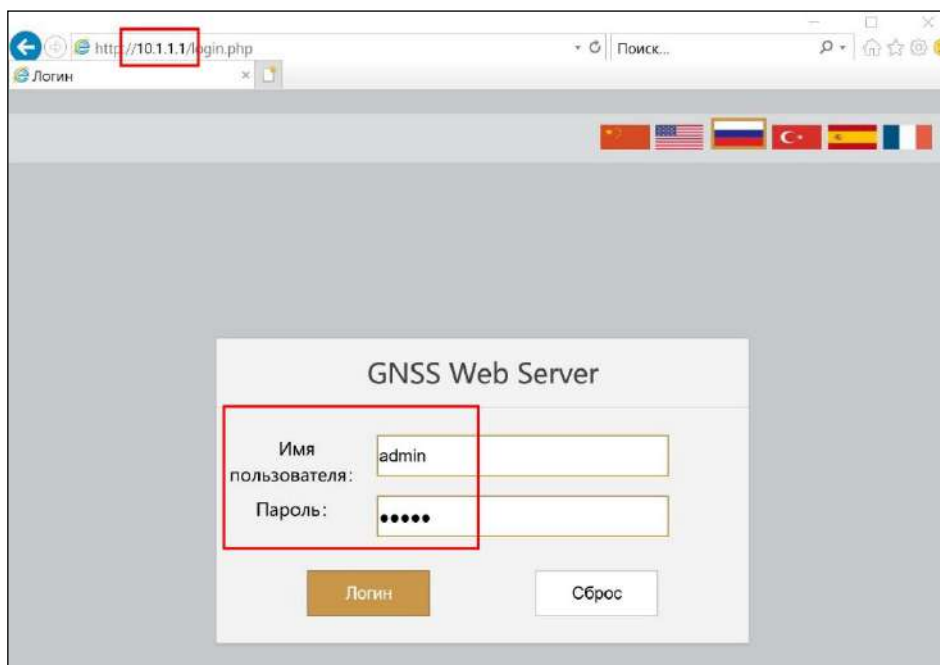 http://10.1.1.1/login.php
Поиск...
Логин
GNSS Web Server
Имя
пользователя:
admin
Пароль:
•••••
Логин
Сброс